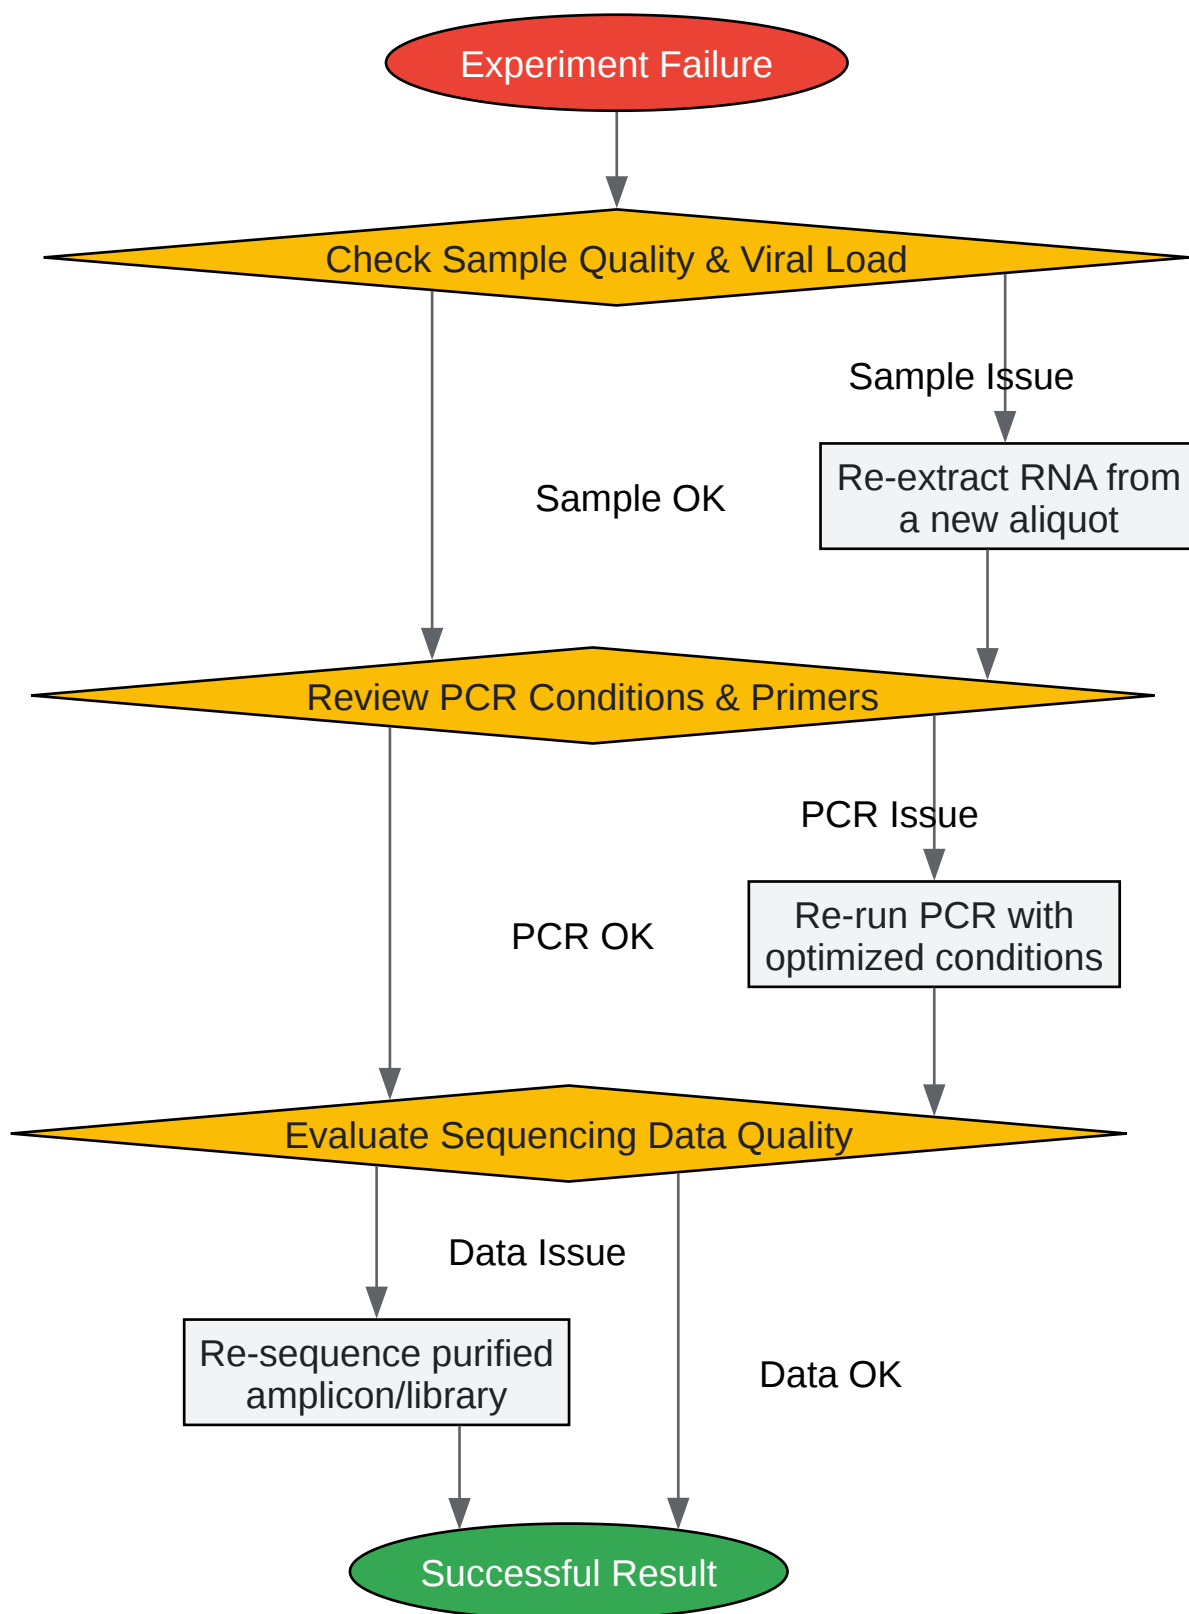 Experiment Failure
Check Sample Quality & Viral Load
Sample Issue
Re-extract RNA from
a new aliquot
Sample OK
Review PCR Conditions & Primers
PCR Issue
Re-run PCR with
optimized conditions
PCR OK
Evaluate Sequencing Data Quality
Data Issue
Re-sequence purified
amplicon/library
Data OK
Successful Result